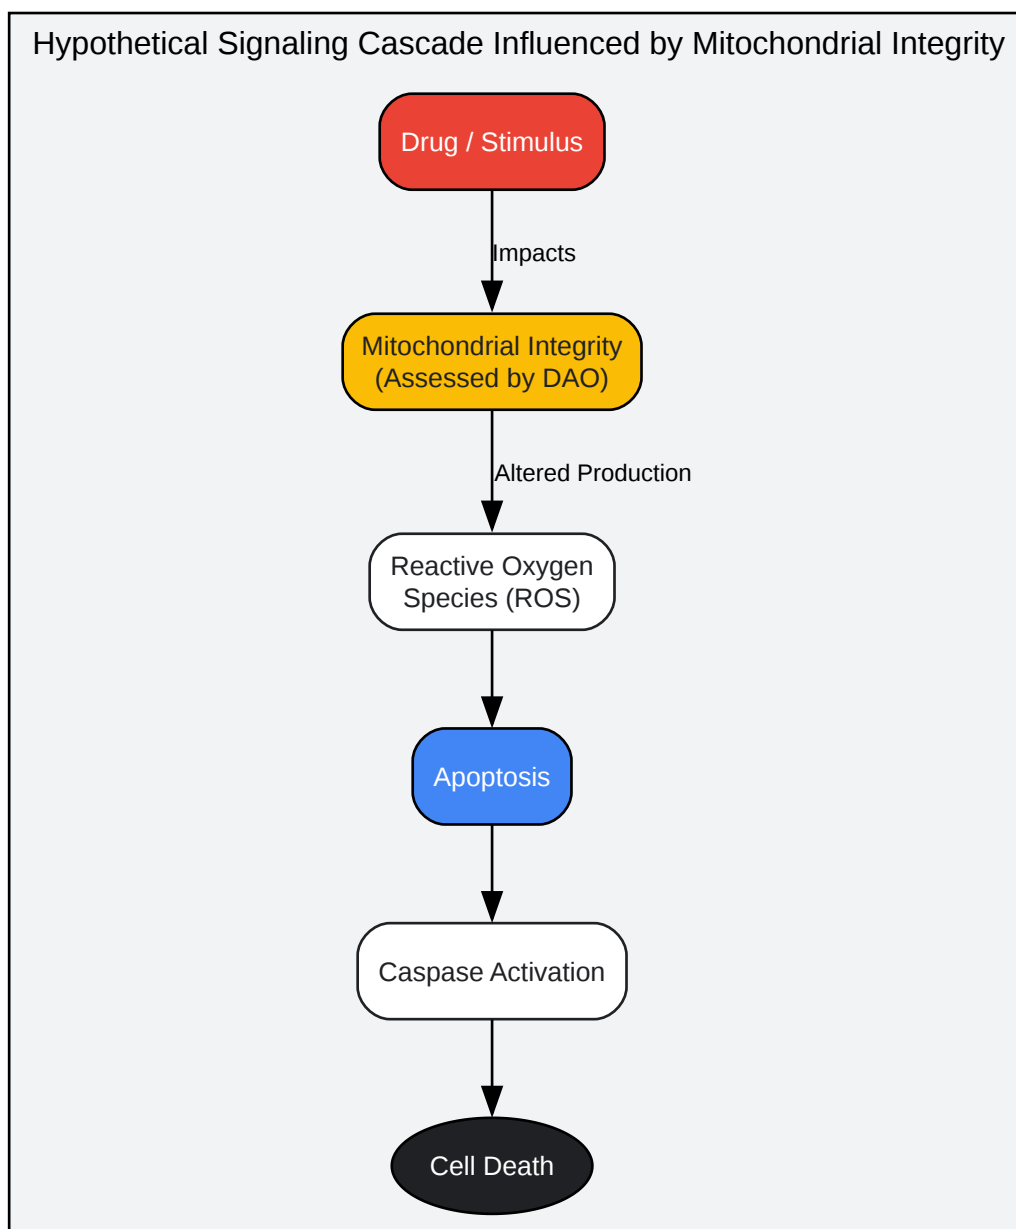 Hypothetical Signaling Cascade Influenced by Mitochondrial Integrity
Drug / Stimulus
Impacts
Mitochondrial Integrity
(Assessed by DAO)
Altered Production
Reactive Oxygen
Species (ROS)
Apoptosis
Caspase Activation
Cell Death